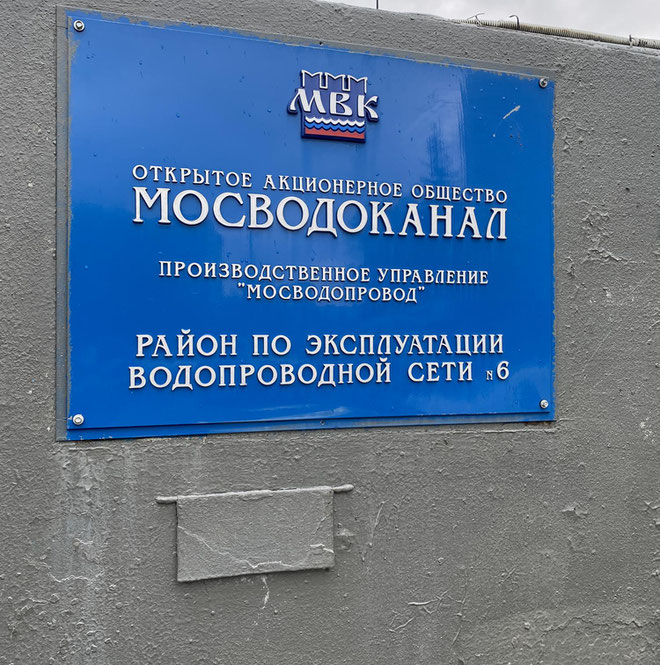 МВК
ОТКРЫТОЕ АКЦИОНЕРНОЕ ОБЩЕСТВО
МОСВОДОКАНАЛ
ПРОИЗВОДСТВЕННОЕ УПРАВЛЕНИЕ
"МОСВОДОПРОВОД"
РАЙОН ПО ЭКСПЛУАТАЦИИ
ВОДОПРОВОДНОЙ СЕТИ №6